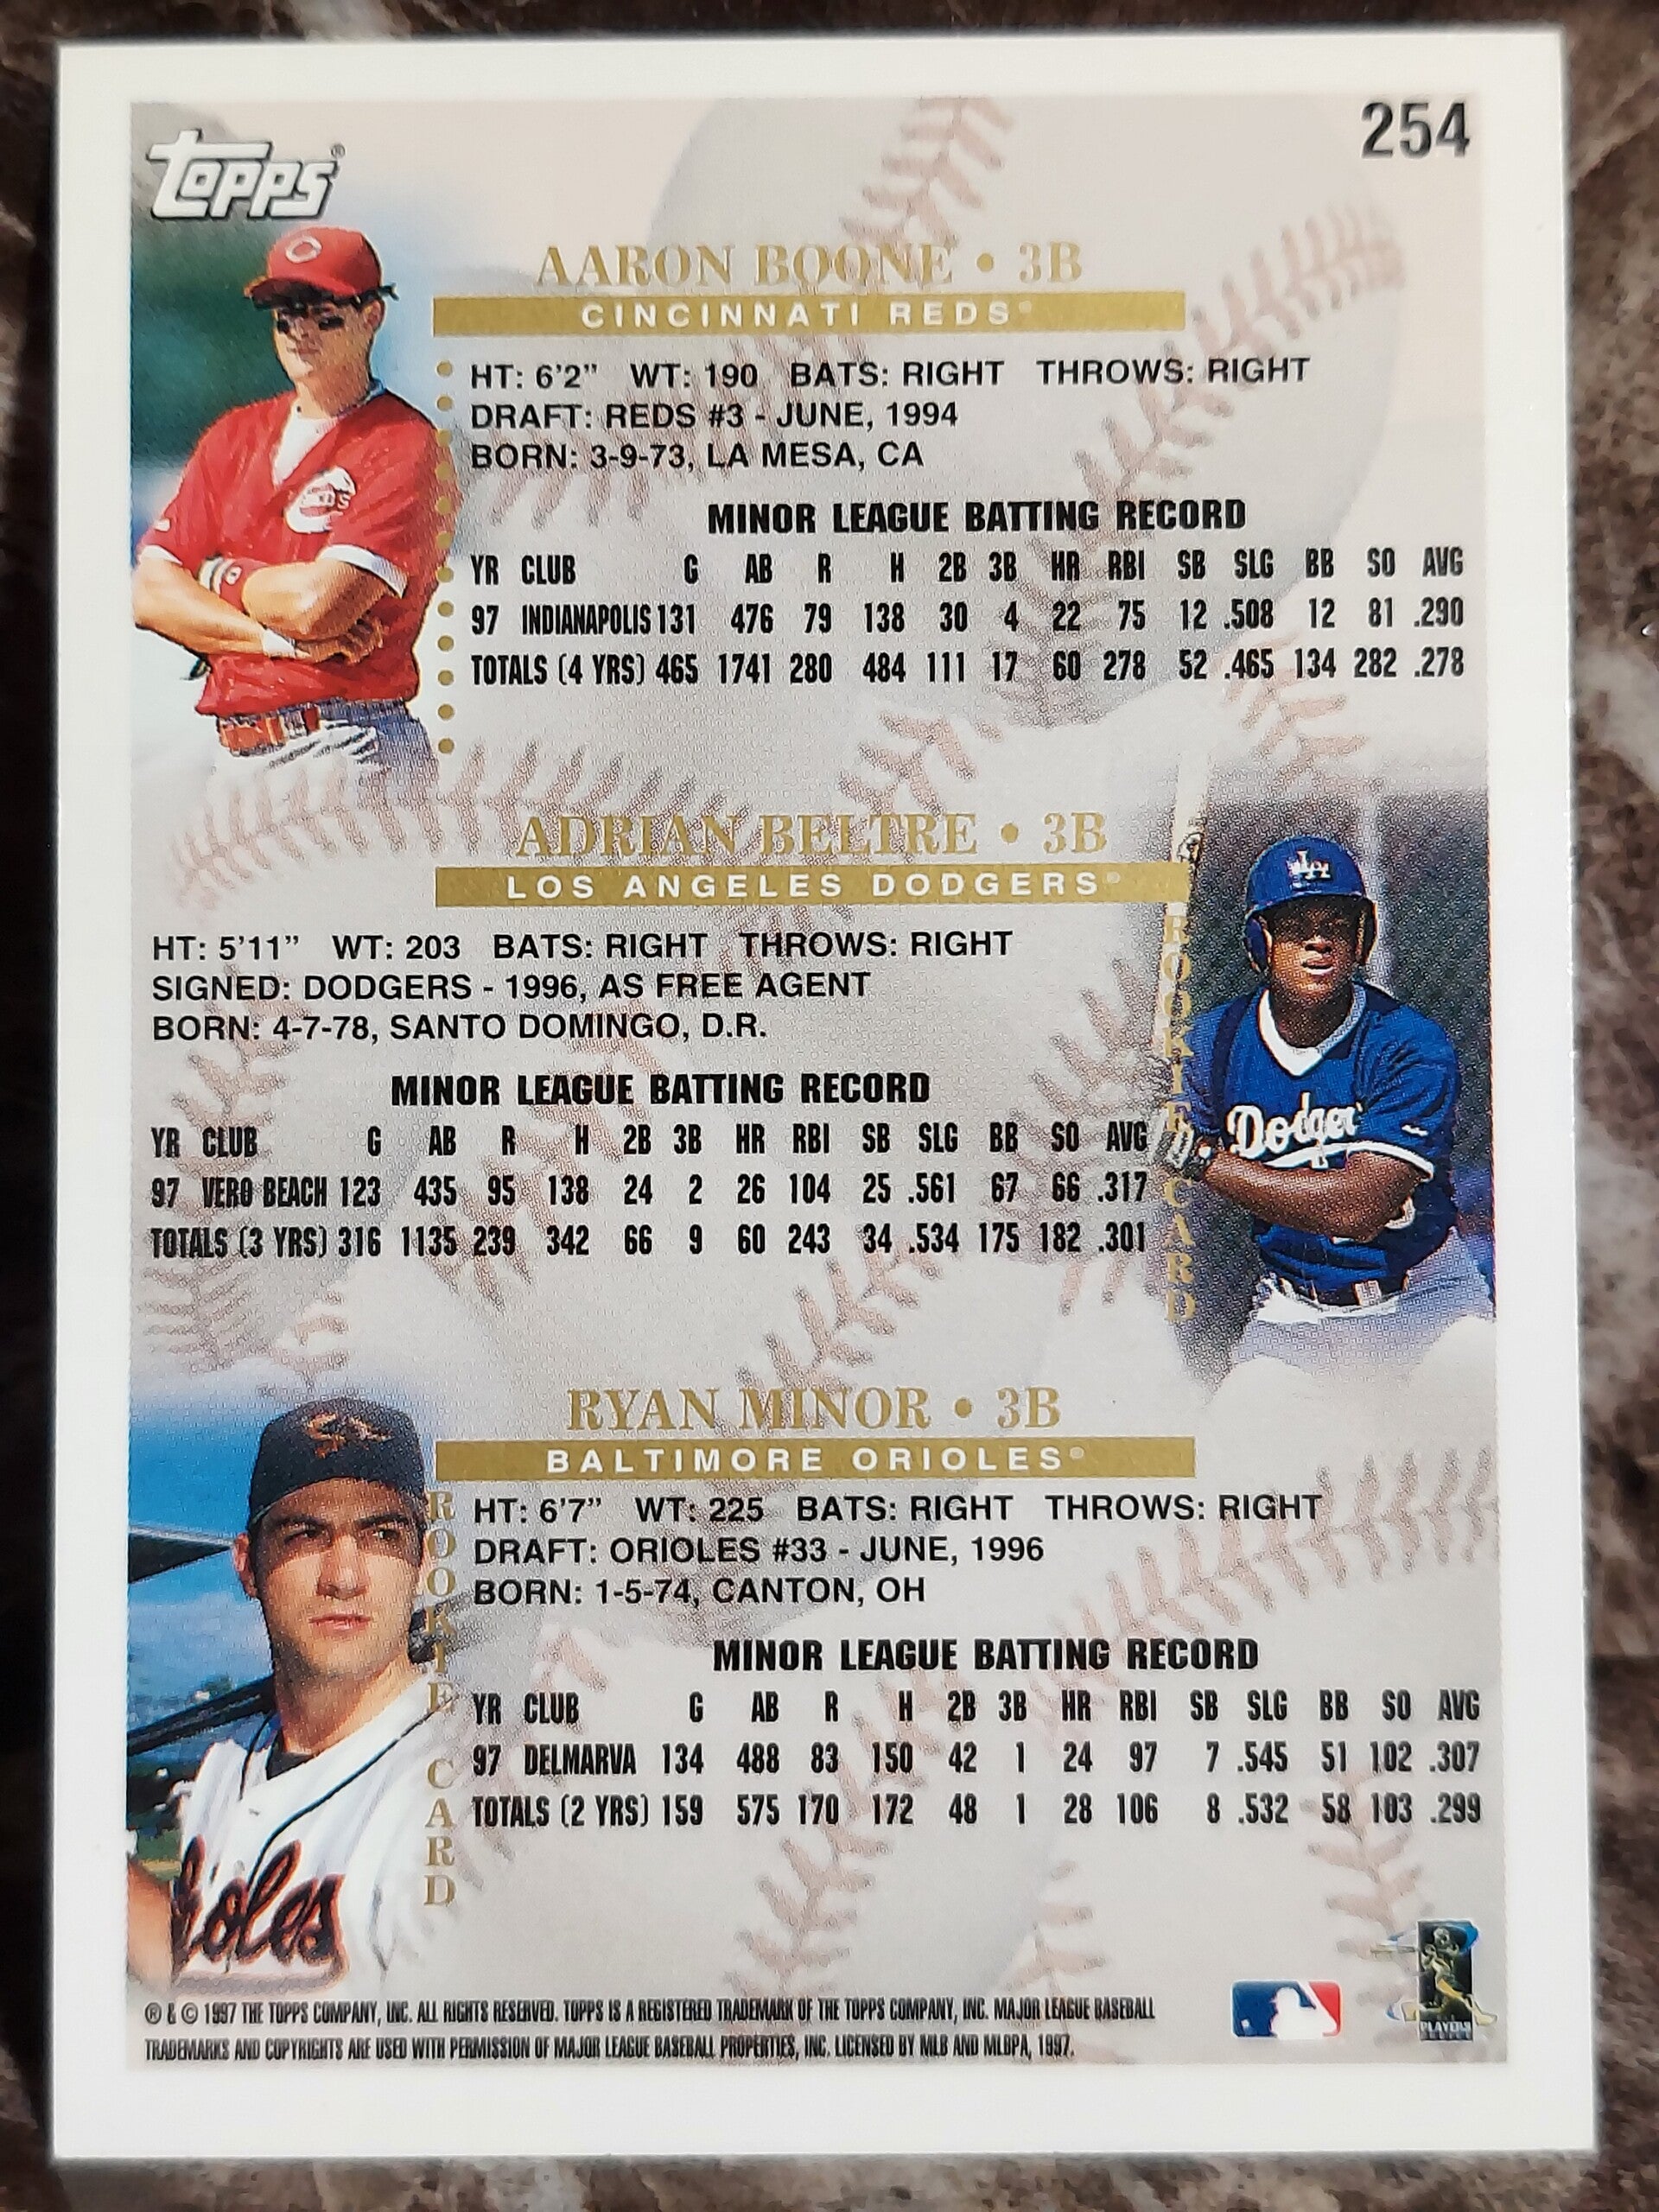 254
TOPPS®
AARON BOONE • 3B
CINCINNATI REDS®
HT: 6'2" WT: 190 BATS: RIGHT THROWS: RIGHT
DRAFT: REDS #3 - JUNE, 1994
BORN: 3-9-73, LA MESA, CA
MINOR LEAGUE BATTING RECORD
YR CLUB G AB R H 2B 3B HR RBI SB SLG BB SO AVG
97 INDIANAPOLIS 131 476 79 138 30 4 22 75 12 .508 12 81 .290
TOTALS (4 YRS) 465 1741 280 484 111 17 60 278 52 .465 134 282 .278
ADRIAN BELTRE • 3B
LOS ANGELES DODGERS®
HT: 5'11" WT: 203 BATS: RIGHT THROWS: RIGHT
SIGNED: DODGERS - 1996, AS FREE AGENT
BORN: 4-7-78, SANTO DOMINGO, D.R.
MINOR LEAGUE BATTING RECORD
YR CLUB G AB R H 2B 3B HR RBI SB SLG BB SO AVG
97 VERO BEACH 123 435 95 138 24 2 26 104 25 .561 67 66 .317
TOTALS (3 YRS) 316 1135 239 342 66 9 60 243 34 .534 175 182 .301
ROOKIE CARD
LA
Dodger
RYAN MINOR • 3B
BALTIMORE ORIOLES®
HT: 6'7" WT: 225 BATS: RIGHT THROWS: RIGHT
DRAFT: ORIOLES #33 - JUNE, 1996
BORN: 1-5-74, CANTON, OH
MINOR LEAGUE BATTING RECORD
YR CLUB G AB R H 2B 3B HR RBI SB SLG BB SO AVG
97 DELMARVA 134 488 83 150 42 1 24 97 7 .545 51 102 .307
TOTALS (2 YRS) 159 575 170 172 48 1 28 106 8 .532 58 103 .299
ROOKIE CARD
ioles
® & © 1997 THE TOPPS COMPANY, INC. ALL RIGHTS RESERVED. TOPPS IS A REGISTERED TRADEMARK OF THE TOPPS COMPANY, INC. MAJOR LEAGUE BASEBALL
TRADEMARKS AND COPYRIGHTS ARE USED WITH PERMISSION OF MAJOR LEAGUE BASEBALL PROPERTIES, INC. LICENSED BY MLB AND MLBPA, 1997.
PLAYERS